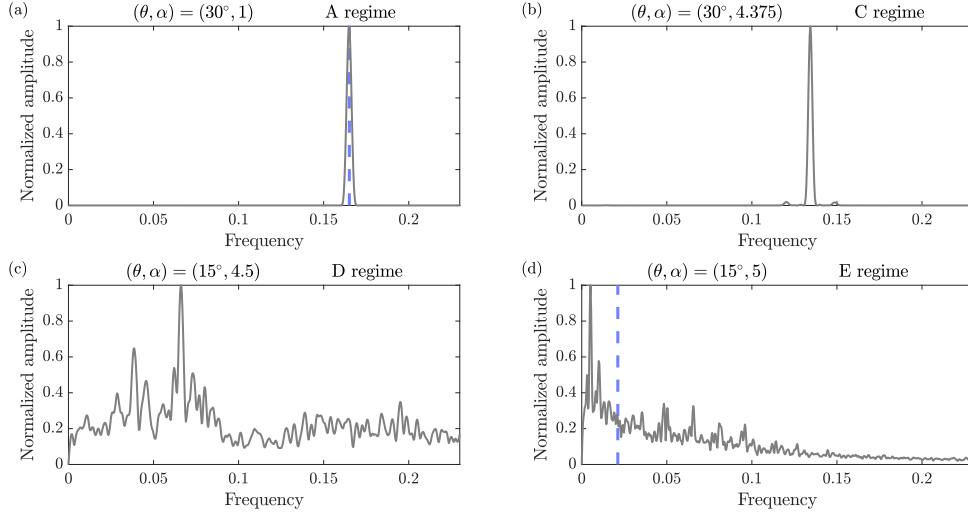 (a) (θ, α) = (30°, 1) A regime
Normalized amplitude
1
0.8
0.6
0.4
0.2
0
0 0.05 0.1 0.15 0.2
Frequency
(b) (θ, α) = (30°, 4.375) C regime
Normalized amplitude
1
0.8
0.6
0.4
0.2
0
0 0.05 0.1 0.15 0.2
Frequency
(c) (θ, α) = (15°, 4.5) D regime
Normalized amplitude
1
0.8
0.6
0.4
0.2
0
0 0.05 0.1 0.15 0.2
Frequency
(d) (θ, α) = (15°, 5) E regime
Normalized amplitude
1
0.8
0.6
0.4
0.2
0
0 0.05 0.1 0.15 0.2
Frequency